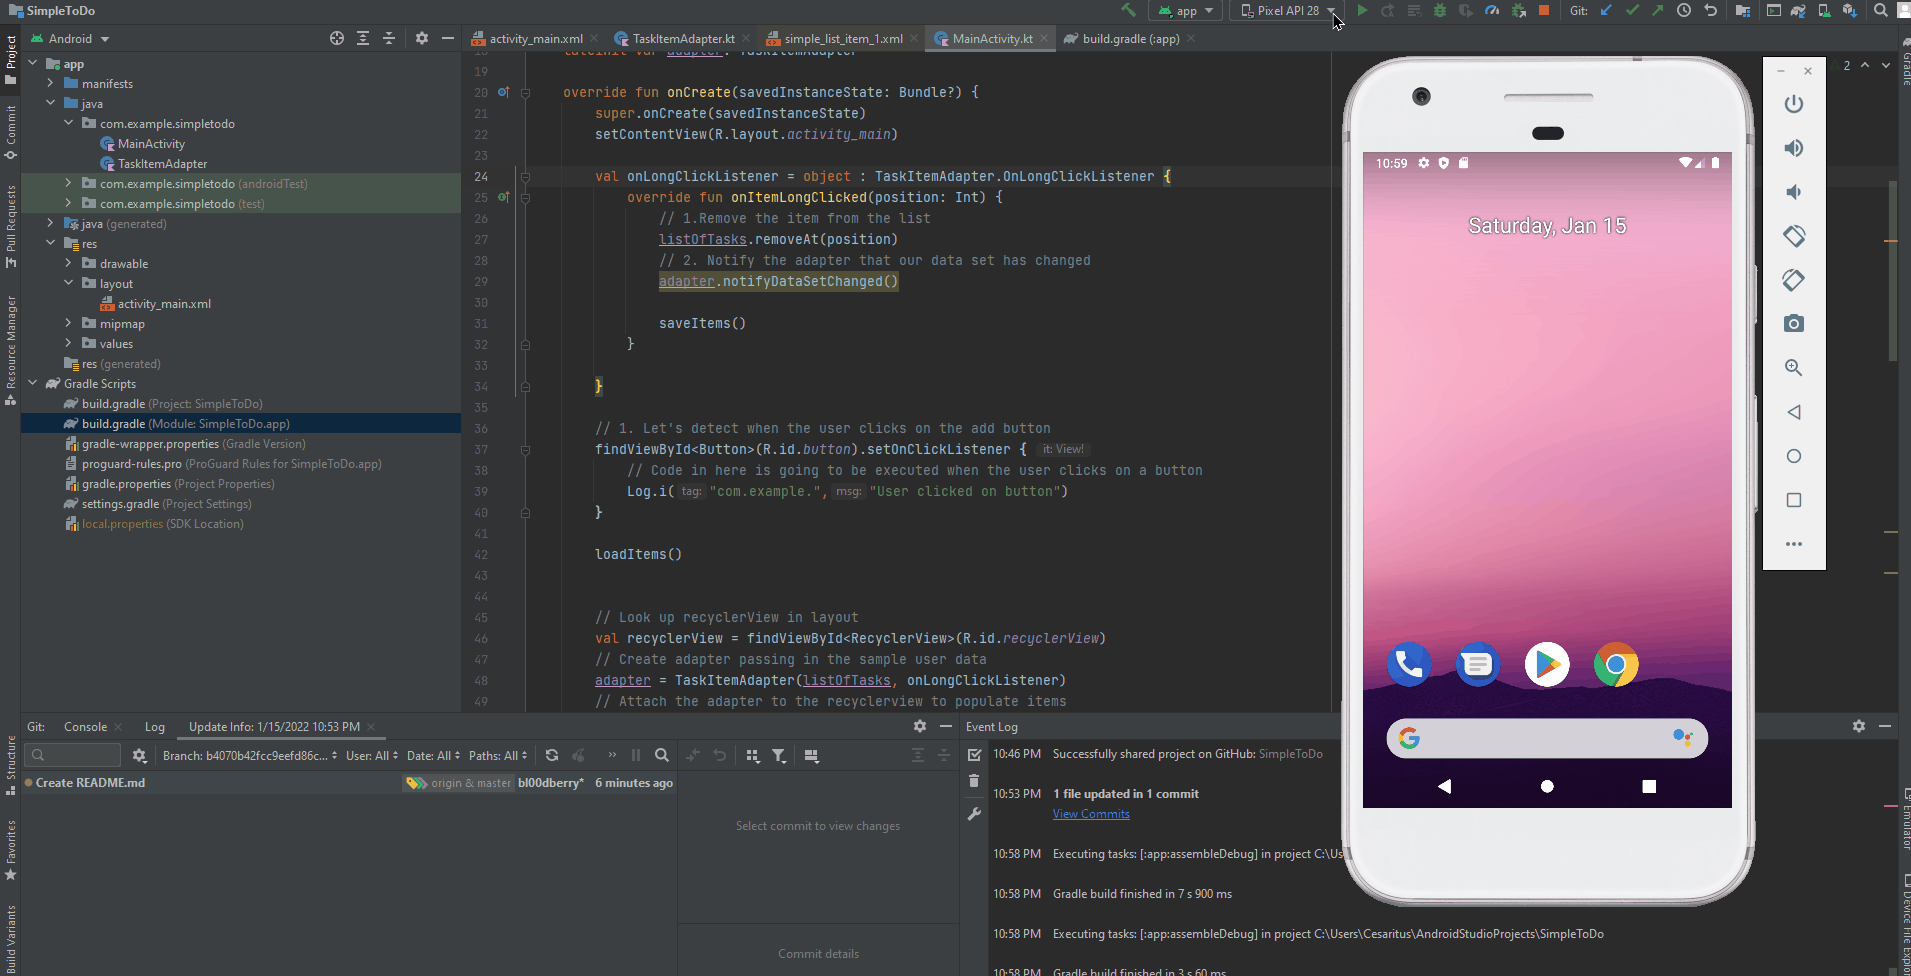 SimpleToDo
app
Pixel API 28
Git:
Android
activity_main.xml
TaskItemAdapter.kt
simple_list_item_1.xml
MainActivity.kt
build.gradle (:app)
Project
Commit
Pull Requests
Resource Manager
Structure
Favorites
Build Variants
app
manifests
java
com.example.simpletodo
MainActivity
TaskItemAdapter
com.example.simpletodo (androidTest)
com.example.simpletodo (test)
java (generated)
res
drawable
layout
activity_main.xml
mipmap
values
res (generated)
Gradle Scripts
build.gradle (Project: SimpleToDo)
build.gradle (Module: SimpleToDo.app)
gradle-wrapper.properties (Gradle Version)
proguard-rules.pro (ProGuard Rules for SimpleToDo.app)
gradle.properties (Project Properties)
settings.gradle (Project Settings)
local.properties (SDK Location)
18 lateinit var adapter: TaskItemAdapter
19
20 override fun onCreate(savedInstanceState: Bundle?) {
21 super.onCreate(savedInstanceState)
22 setContentView(R.layout.activity_main)
23
24 val onLongClickListener = object : TaskItemAdapter.OnLongClickListener {
25 override fun onItemLongClicked(position: Int) {
26 // 1.Remove the item from the list
27 listOfTasks.removeAt(position)
28 // 2. Notify the adapter that our data set has changed
29 adapter.notifyDataSetChanged()
30
31 saveItems()
32 }
33
34 }
35
36 // 1. Let's detect when the user clicks on the add button
37 findViewById<Button>(R.id.button).setOnClickListener { it: View!
38 // Code in here is going to be executed when the user clicks on a button
39 Log.i( tag: "com.example.", msg: "User clicked on button")
40 }
41
42 loadItems()
43
44
45 // Look up recyclerView in layout
46 val recyclerView = findViewById<RecyclerView>(R.id.recyclerView)
47 // Create adapter passing in the sample user data
48 adapter = TaskItemAdapter(listOfTasks, onLongClickListener)
49 // Attach the adapter to the recyclerview to populate items
2
10:59
Saturday, Jan 15
Gradle
Emulator
Device File Explor
Git:
Console
Log
Update Info: 1/15/2022 10:53 PM
Branch: b4070b42fcc9eefd86c...
User: All
Date: All
Paths: All
Create README.md
origin & master
bl00dberry*
6 minutes ago
Select commit to view changes
Commit details
Event Log
10:46 PM Successfully shared project on GitHub: SimpleToDo
10:53 PM 1 file updated in 1 commit
View Commits
10:58 PM Executing tasks: [:app:assembleDebug] in project C:\Us
10:58 PM Gradle build finished in 7 s 900 ms
10:58 PM Executing tasks: [:app:assembleDebug] in project C:\Users\Cesaritus\AndroidStudioProjects\SimpleToDo
10:58 PM Gradle build finished in 3 s 60 ms